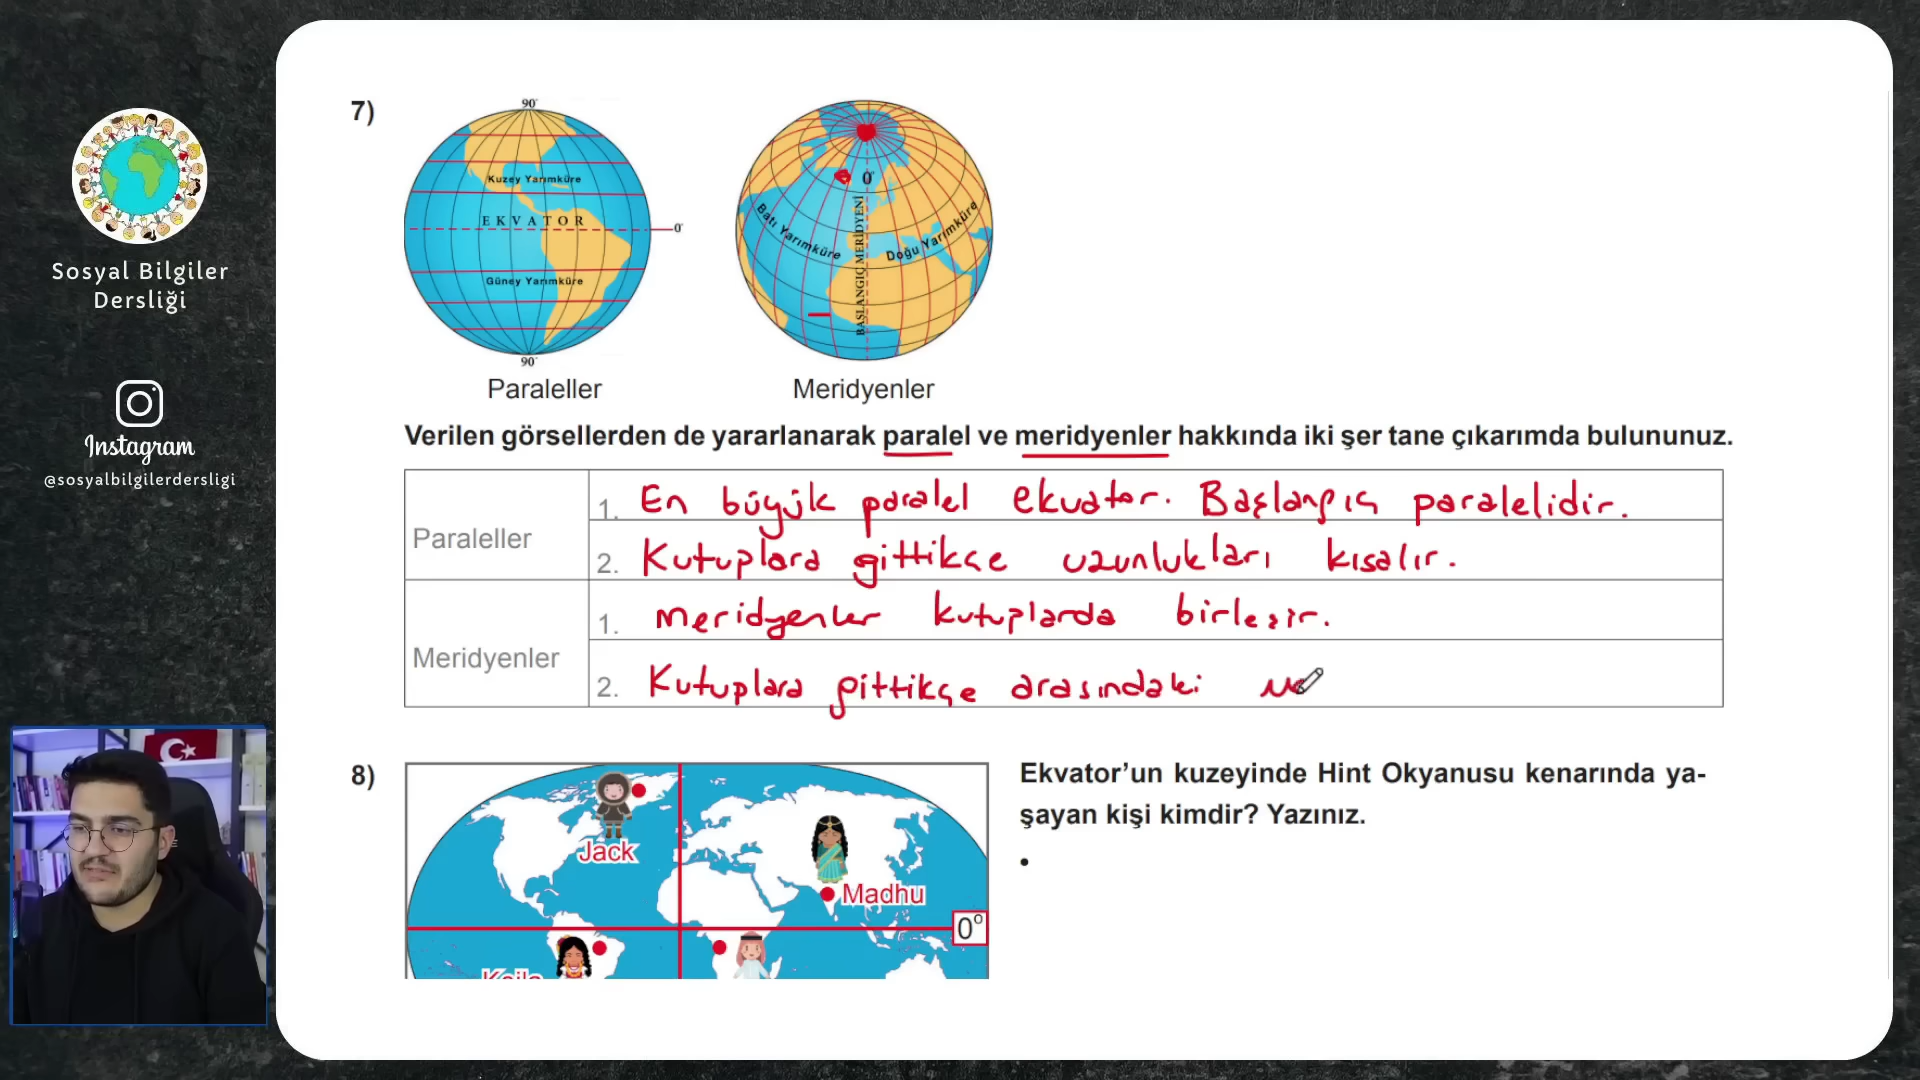 Sosyal Bilgiler
Dersliği
Instagram
@sosyalbilgilerdersligi
7)
90°
Kuzey Yarımküre
EKVATOR
0°
Güney Yarımküre
90°
Paraleller
0°
Batı Yarımküre
BAŞLANGIÇ MERİDYENİ
Doğu Yarımküre
Meridyenler
Verilen görsellerden de yararlanarak paralel ve meridyenler hakkında iki şer tane çıkarımda bulununuz.
Paraleller
1. En büyük paralel ekvator. Başlangıç paralelidir.
2. Kutuplara gittikçe uzunlukları kısalır.
Meridyenler
1. meridyenler kutuplarda birleşir.
2. Kutuplara gittikçe arasındaki
8)
Jack
Madhu
0°
Ekvator’un kuzeyinde Hint Okyanusu kenarında ya-
şayan kişi kimdir? Yazınız.
•